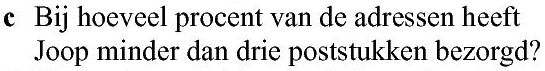 c Bij hoeveel procent van de adressen heeft
Joop minder dan drie poststukken bezorgd?